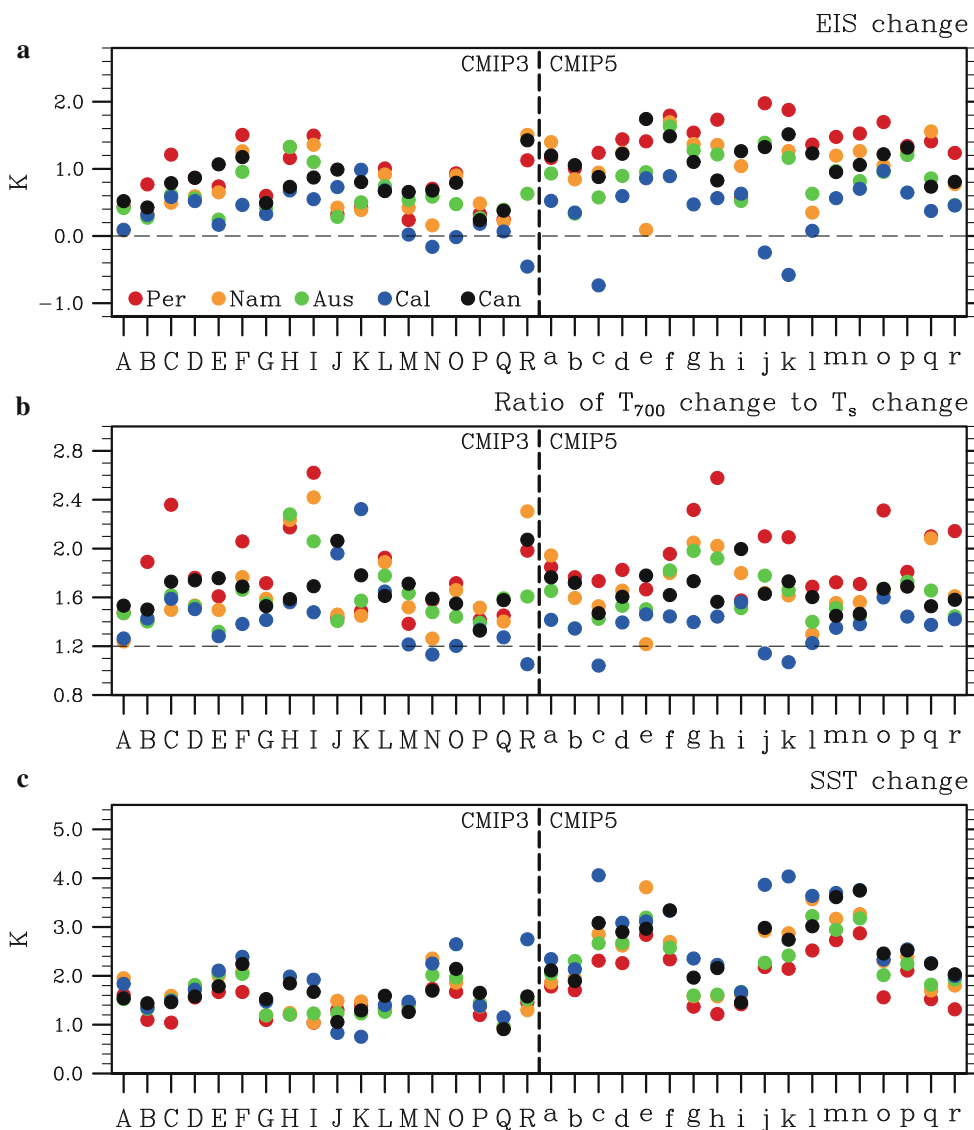 EIS change
a
CMIP3 CMIP5
2.0
1.0
K
0.0
−1.0
Per Nam Aus Cal Can
A B C D E F G H I J K L M N O P Q R a b c d e f g h i j k l m n o p q r
b
Ratio of T700 change to Ts change
CMIP3 CMIP5
2.8
2.4
2.0
1.6
1.2
0.8
A B C D E F G H I J K L M N O P Q R a b c d e f g h i j k l m n o p q r
c
SST change
CMIP3 CMIP5
5.0
4.0
3.0
K
2.0
1.0
0.0
A B C D E F G H I J K L M N O P Q R a b c d e f g h i j k l m n o p q r